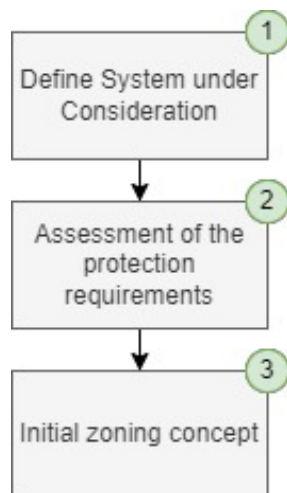 1
Define System under
Consideration
2
Assessment of the
protection
requirements
3
Initial zoning concept